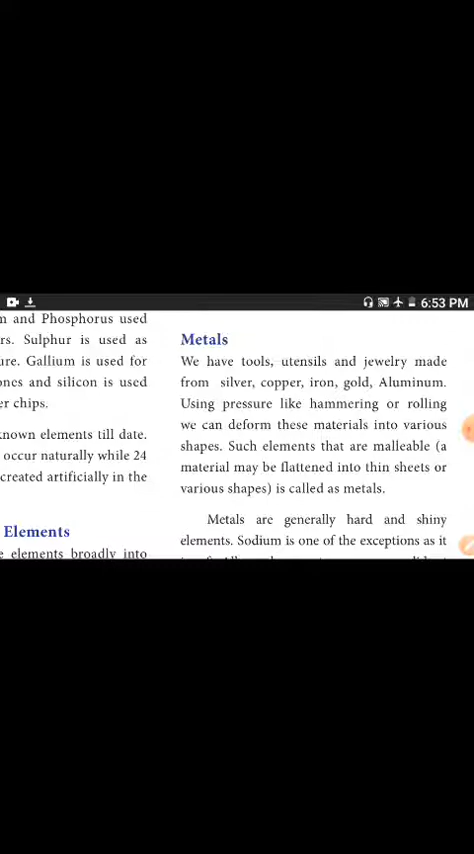 6:53 PM
m and Phosphorus used
rs. Sulphur is used as
ure. Gallium is used for
ones and silicon is used
er chips.
known elements till date.
occur naturally while 24
created artificially in the
Elements
e elements broadly into
Metals
We have tools, utensils and jewelry made
from silver, copper, iron, gold, Aluminum.
Using pressure like hammering or rolling
we can deform these materials into various
shapes. Such elements that are malleable (a
material may be flattened into thin sheets or
various shapes) is called as metals.
Metals are generally hard and shiny
elements. Sodium is one of the exceptions as it